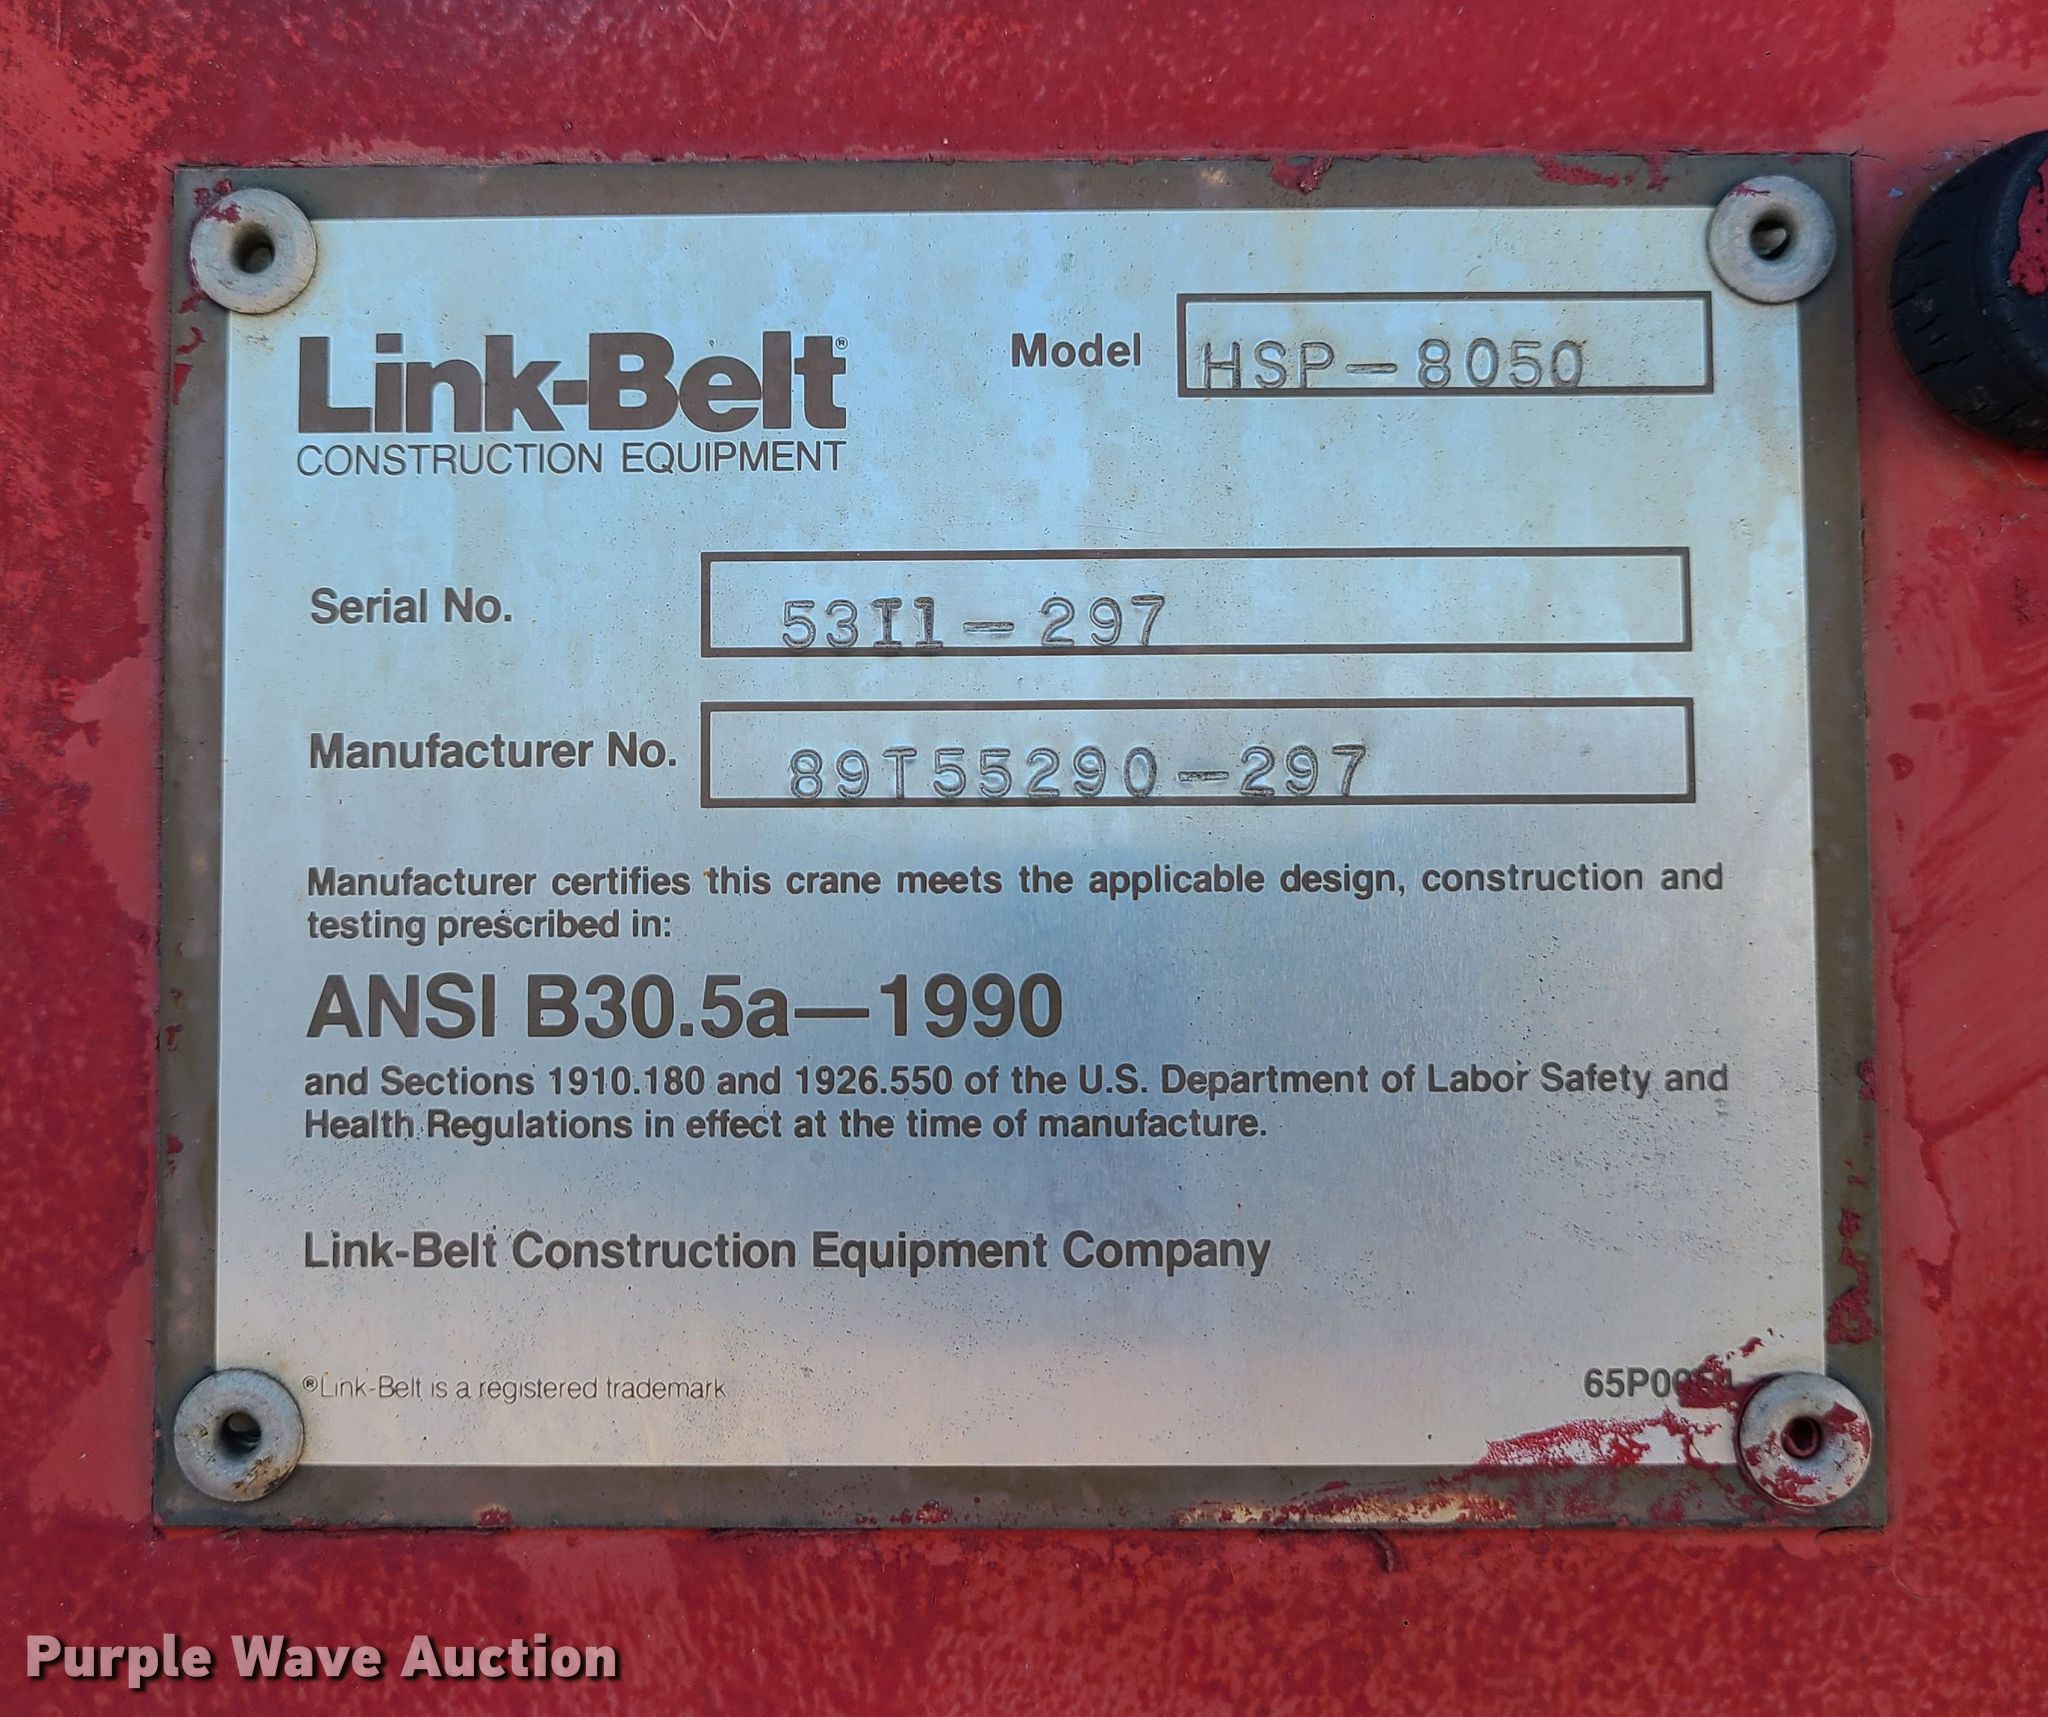 Link-Belt®
CONSTRUCTION EQUIPMENT
Model HSP-8050
Serial No. 53I1-297
Manufacturer No. 89T55290-297
Manufacturer certifies this crane meets the applicable design, construction and
testing prescribed in:
ANSI B30.5a—1990
and Sections 1910.180 and 1926.550 of the U.S. Department of Labor Safety and
Health Regulations in effect at the time of manufacture.
Link-Belt Construction Equipment Company
®Link-Belt is a registered trademark
Purple Wave Auction